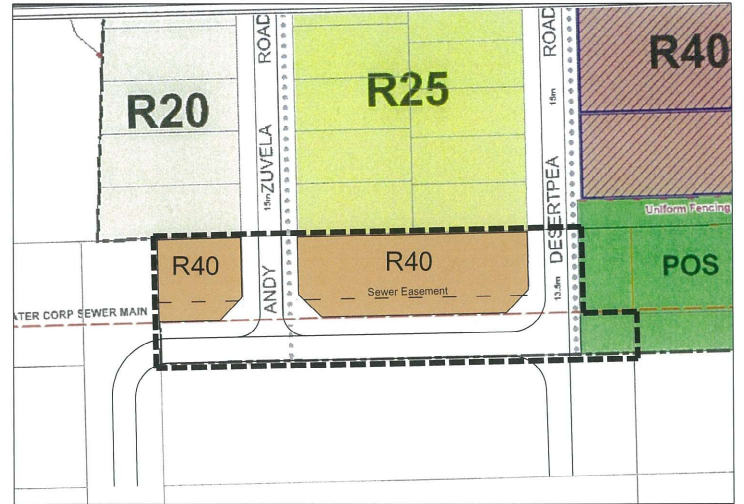 R20
15m ZUVELA ROAD
ANDY
R25
DESERTPEA ROAD
15m
13.5m
R40
Uniform Fencing
POS
R40
R40
Sewer Easement
ATER CORP SEWER MAIN